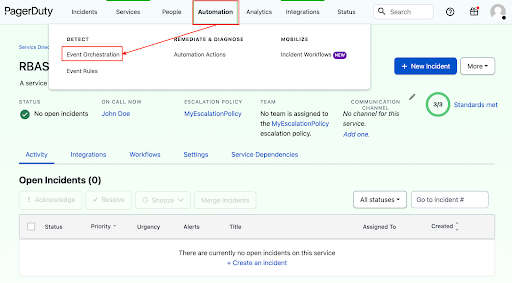 PagerDuty Incidents Services People Automation Analytics Integrations Status Search
DETECT REMEDIATE & DIAGNOSE MOBILIZE
Event Orchestration Automation Actions Incident Workflows NEW
Event Rules
Service Direc
RBAS
+ New Incident More
A service
STATUS ON CALL NOW ESCALATION POLICY TEAM COMMUNICATION CHANNEL
No open incidents John Doe MyEscalationPolicy
No team is assigned to
the MyEscalationPolicy
escalation policy.
No channel for this
service.
Add one.
3/3 Standards met
Activity Integrations Workflows Settings Service Dependencies
Open Incidents (0)
Acknowledge Resolve Snooze Merge Incidents All statuses Go to incident #
Status Priority Urgency Alerts Title Assigned To Created
There are currently no open incidents on this service
+ Create an incident